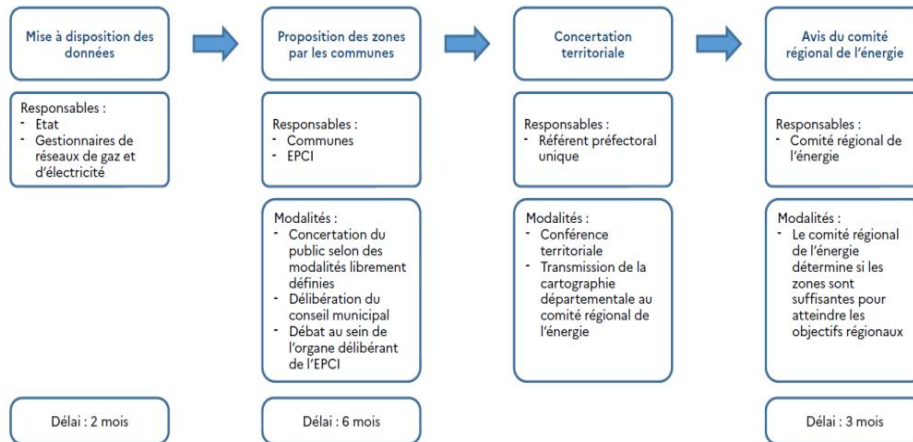 Mise à disposition des
données
Proposition des zones
par les communes
Concertation
territoriale
Avis du comité
régional de l'énergie
Responsables :
- Etat
- Gestionnaires de
réseaux de gaz et
d'électricité
Responsables :
- Communes
- EPCI
Responsables :
- Référent préfectoral
unique
Responsables :
- Comité régional de
l'énergie
Modalités :
- Concertation du
public selon des
modalités librement
définies
- Délibération du
conseil municipal
- Débat au sein de
l'organe délibérant
de l'EPCI
Modalités :
- Conférence
territoriale
- Transmission de la
cartographie
départementale au
comité régional de
l'énergie
Modalités :
- Le comité régional
de l'énergie
détermine si les
zones sont
suffisantes pour
atteindre les
objectifs régionaux
Délai : 2 mois
Délai : 6 mois
Délai : 3 mois